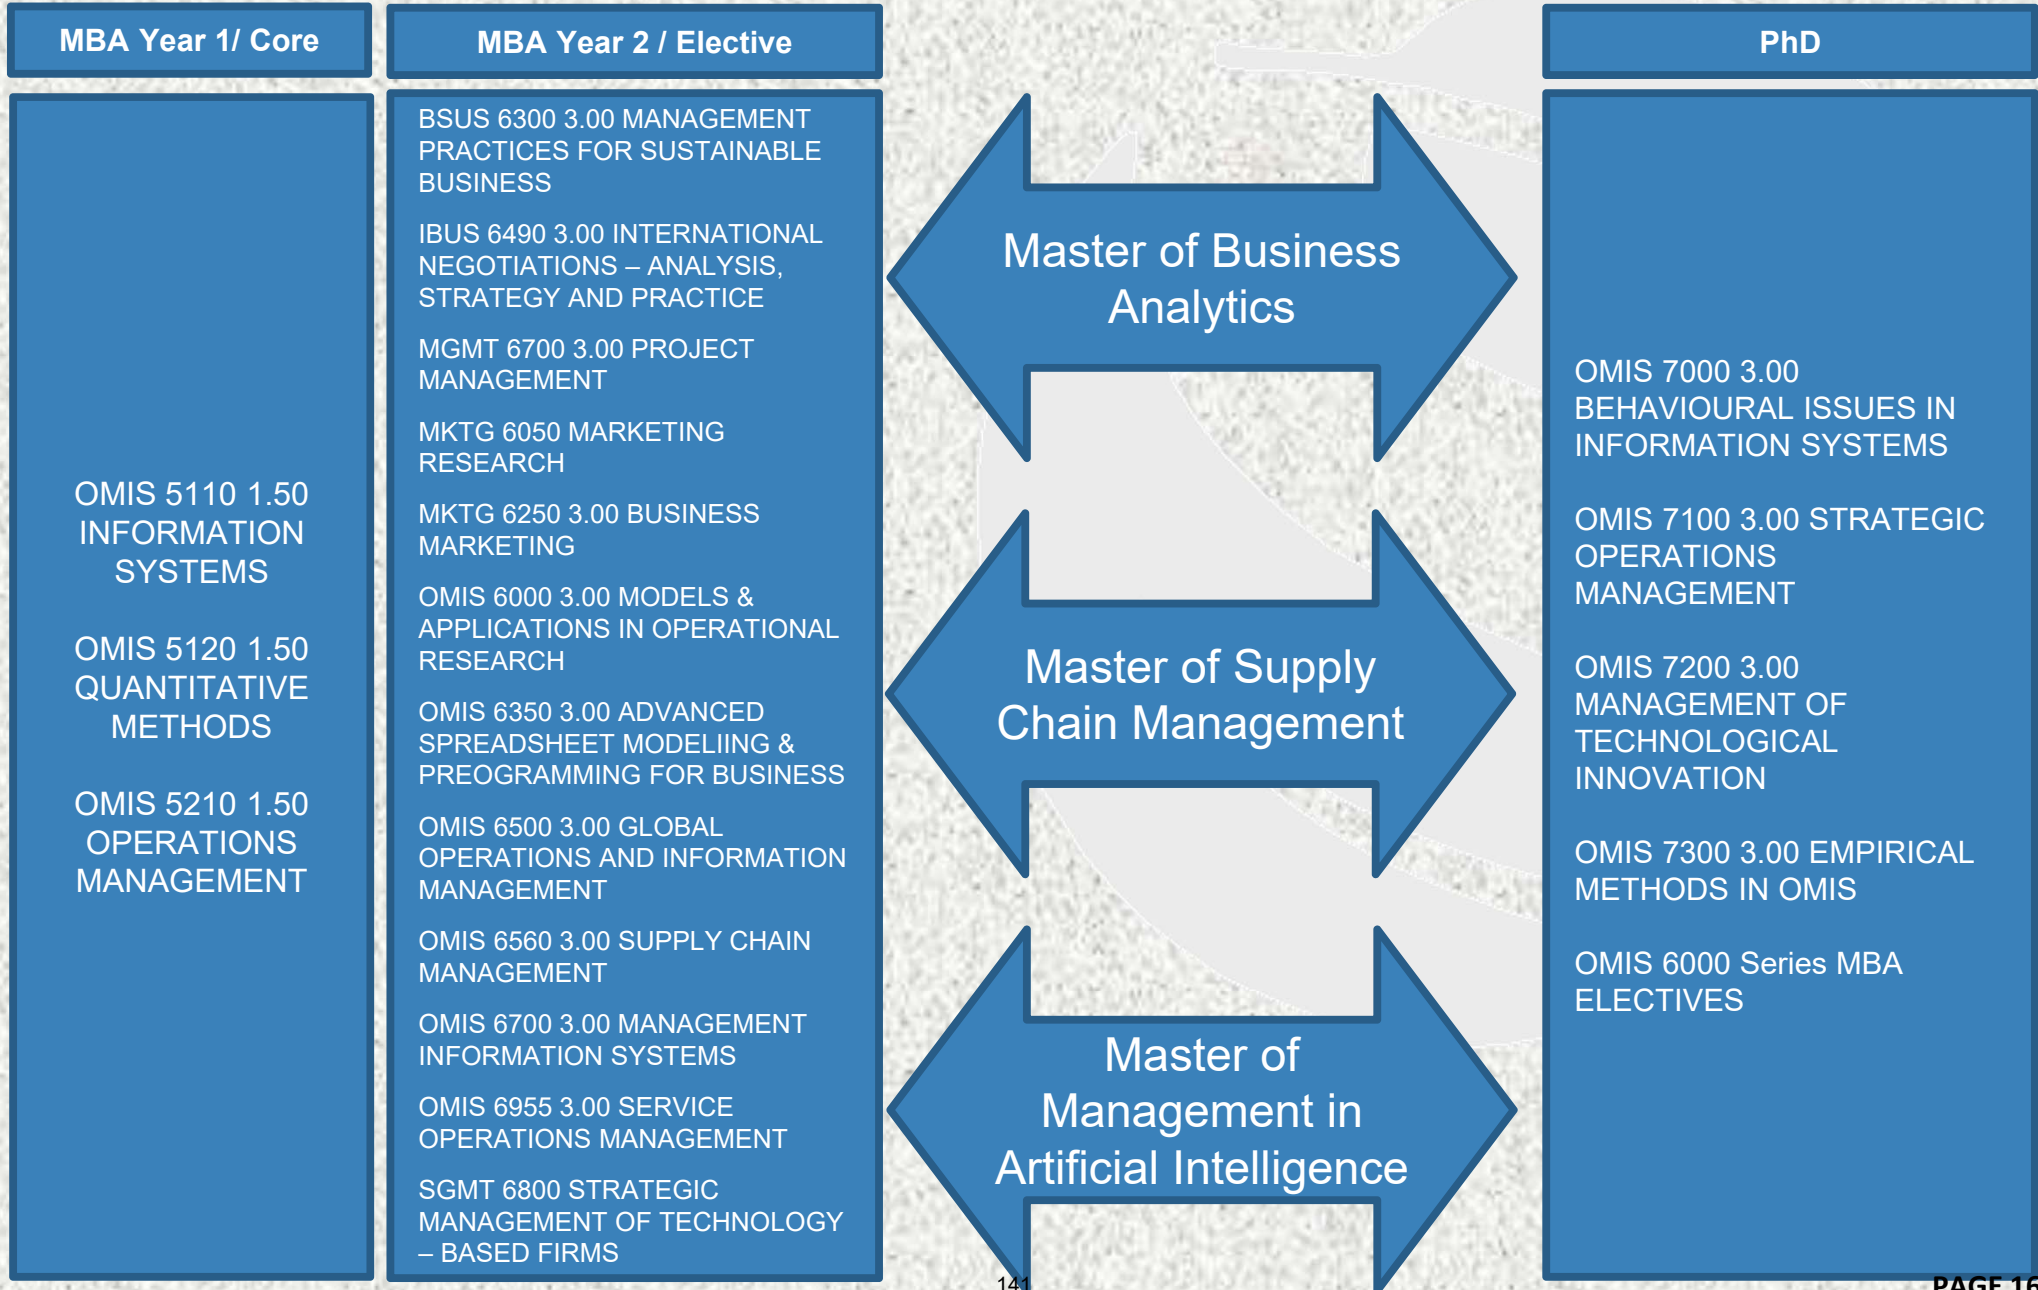 MBA Year 1/ Core
OMIS 5110 1.50
INFORMATION
SYSTEMS
OMIS 5120 1.50
QUANTITATIVE
METHODS
OMIS 5210 1.50
OPERATIONS
MANAGEMENT
MBA Year 2 / Elective
BSUS 6300 3.00 MANAGEMENT
PRACTICES FOR SUSTAINABLE
BUSINESS
IBUS 6490 3.00 INTERNATIONAL
NEGOTIATIONS – ANALYSIS,
STRATEGY AND PRACTICE
MGMT 6700 3.00 PROJECT
MANAGEMENT
MKTG 6050 MARKETING
RESEARCH
MKTG 6250 3.00 BUSINESS
MARKETING
OMIS 6000 3.00 MODELS &
APPLICATIONS IN OPERATIONAL
RESEARCH
OMIS 6350 3.00 ADVANCED
SPREADSHEET MODELIING &
PREOGRAMMING FOR BUSINESS
OMIS 6500 3.00 GLOBAL
OPERATIONS AND INFORMATION
MANAGEMENT
OMIS 6560 3.00 SUPPLY CHAIN
MANAGEMENT
OMIS 6700 3.00 MANAGEMENT
INFORMATION SYSTEMS
OMIS 6955 3.00 SERVICE
OPERATIONS MANAGEMENT
SGMT 6800 STRATEGIC
MANAGEMENT OF TECHNOLOGY
– BASED FIRMS
Master of Business
Analytics
Master of Supply
Chain Management
Master of
Management in
Artificial Intelligence
PhD
OMIS 7000 3.00
BEHAVIOURAL ISSUES IN
INFORMATION SYSTEMS
OMIS 7100 3.00 STRATEGIC
OPERATIONS
MANAGEMENT
OMIS 7200 3.00
MANAGEMENT OF
TECHNOLOGICAL
INNOVATION
OMIS 7300 3.00 EMPIRICAL
METHODS IN OMIS
OMIS 6000 Series MBA
ELECTIVES
141
PAGE 16